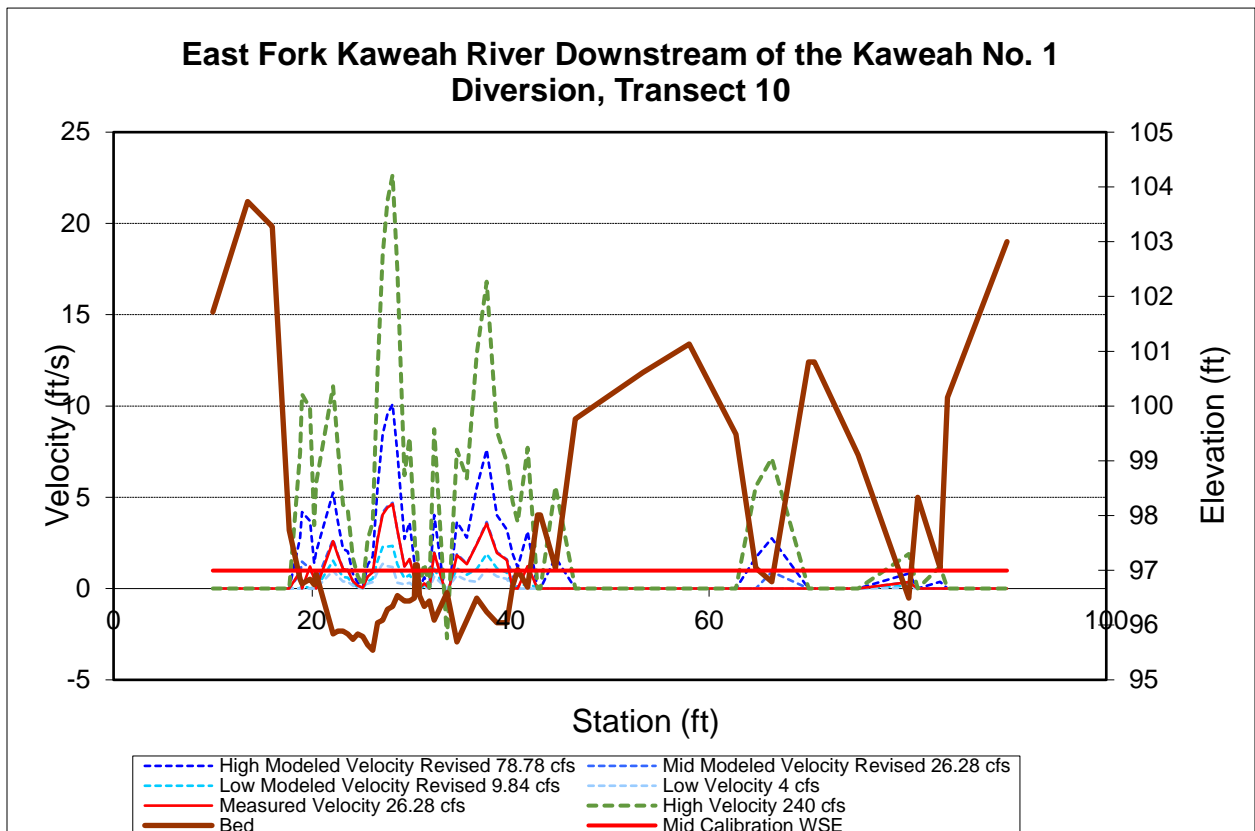 East Fork Kaweah River Downstream of the Kaweah No. 1
Diversion, Transect 10
25
20
15
10
5
0
-5
Velocity (ft/s)
105
104
103
102
101
100
99
98
97
96
95
Elevation (ft)
0
20
40
60
80
100
Station (ft)
High Modeled Velocity Revised 78.78 cfs
Mid Modeled Velocity Revised 26.28 cfs
Low Modeled Velocity Revised 9.84 cfs
Low Velocity 4 cfs
Measured Velocity 26.28 cfs
High Velocity 240 cfs
Bed
Mid Calibration WSE